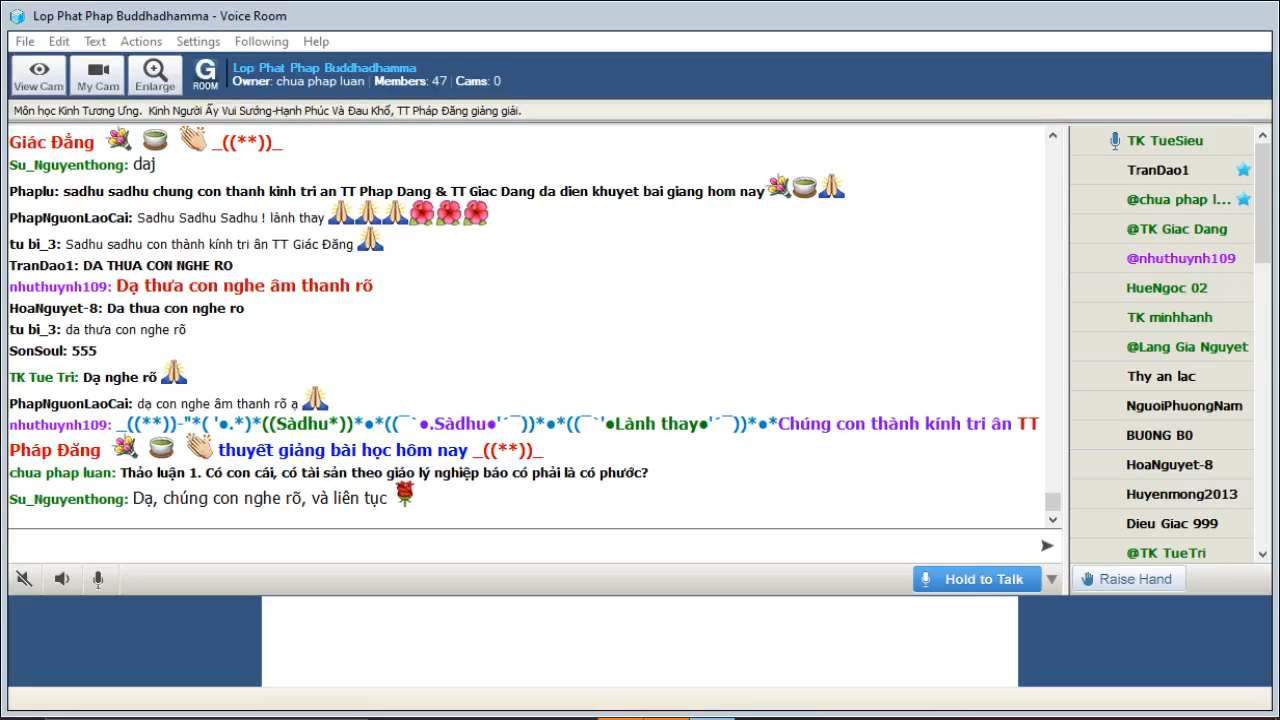 Lop Phat Phap Buddhadhamma - Voice Room
File Edit Text Actions Settings Following Help
View Cam My Cam Enlarge G ROOM
Lop Phat Phap Buddhadhamma
Owner: chua phap luan | Members: 47 | Cams: 0
Môn học Kinh Tương Ưng. Kinh Người Ấy Vui Sướng-Hạnh Phúc Và Đau Khổ, TT Pháp Đăng giảng giải.
Giác Đẳng _((**))_
Su_Nguyenthong: daj
Phaplu: sadhu sadhu chung con thanh kinh tri an TT Phap Dang & TT Giac Dang da dien khuyet bai giang hom nay
PhapNguonLaoCai: Sadhu Sadhu Sadhu ! lành thay
tu bi_3: Sadhu sadhu con thành kính tri ân TT Giác Đăng
TranDao1: DA THUA CON NGHE RO
nhuthuynh109: Dạ thưa con nghe âm thanh rõ
HoaNguyet-8: Da thua con nghe ro
tu bi_3: da thưa con nghe rõ
SonSoul: 555
TK Tue Tri: Dạ nghe rõ
PhapNguonLaoCai: dạ con nghe âm thanh rõ ạ
nhuthuynh109: _((**))-"*( '●.*)*((Sàdhu*))*●*((¯`●.Sàdhu●'´¯))*●*((¯`'●Lành thay●'´¯))*●*Chúng con thành kính tri ân TT
Pháp Đăng thuyết giảng bài học hôm nay _((**))_
chua phap luan: Thảo luận 1. Có con cái, có tài sản theo giáo lý nghiệp báo có phải là có phước?
Su_Nguyenthong: Dạ, chúng con nghe rõ, và liên tục
TK TueSieu
TranDao1
@chua phap l...
@TK Giac Dang
@nhuthuynh109
HueNgoc 02
TK minhhanh
@Lang Gia Nguyet
Thy an lac
NguoiPhuongNam
BU0NG B0
HoaNguyet-8
Huyenmong2013
Dieu Giac 999
@TK TueTri
Hold to Talk
Raise Hand